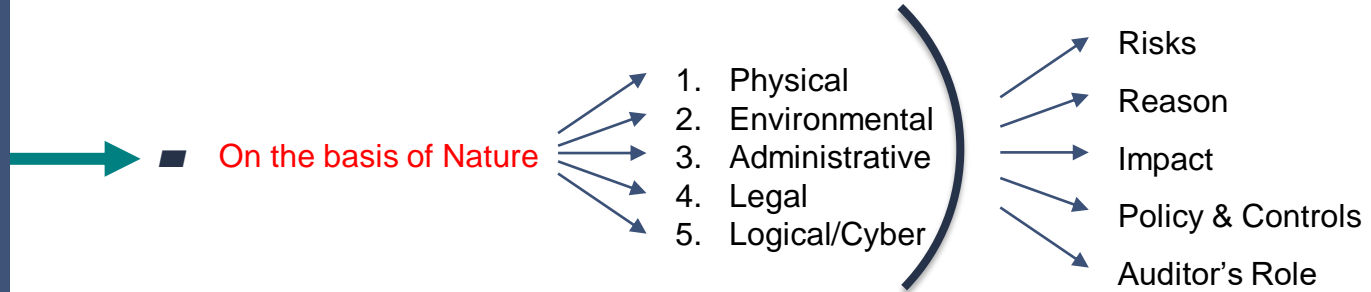 On the basis of Nature
1. Physical
2. Environmental
3. Administrative
4. Legal
5. Logical/Cyber
Risks
Reason
Impact
Policy & Controls
Auditor’s Role